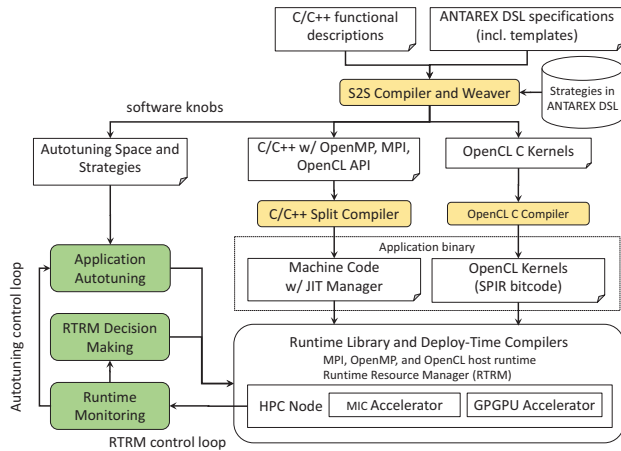 C/C++ functional
descriptions
ANTAREX DSL specifications
(incl. templates)
S2S Compiler and Weaver
Strategies in
ANTAREX DSL
software knobs
Autotuning Space and
Strategies
C/C++ w/ OpenMP, MPI,
OpenCL API
OpenCL C Kernels
C/C++ Split Compiler
OpenCL C Compiler
Application binary
Application
Autotuning
Machine Code
w/ JIT Manager
OpenCL Kernels
(SPIR bitcode)
Autotuning control loop
RTRM Decision
Making
Runtime Library and Deploy-Time Compilers
MPI, OpenMP, and OpenCL host runtime
Runtime Resource Manager (RTRM)
Runtime
Monitoring
HPC Node
MIC Accelerator
GPGPU Accelerator
RTRM control loop